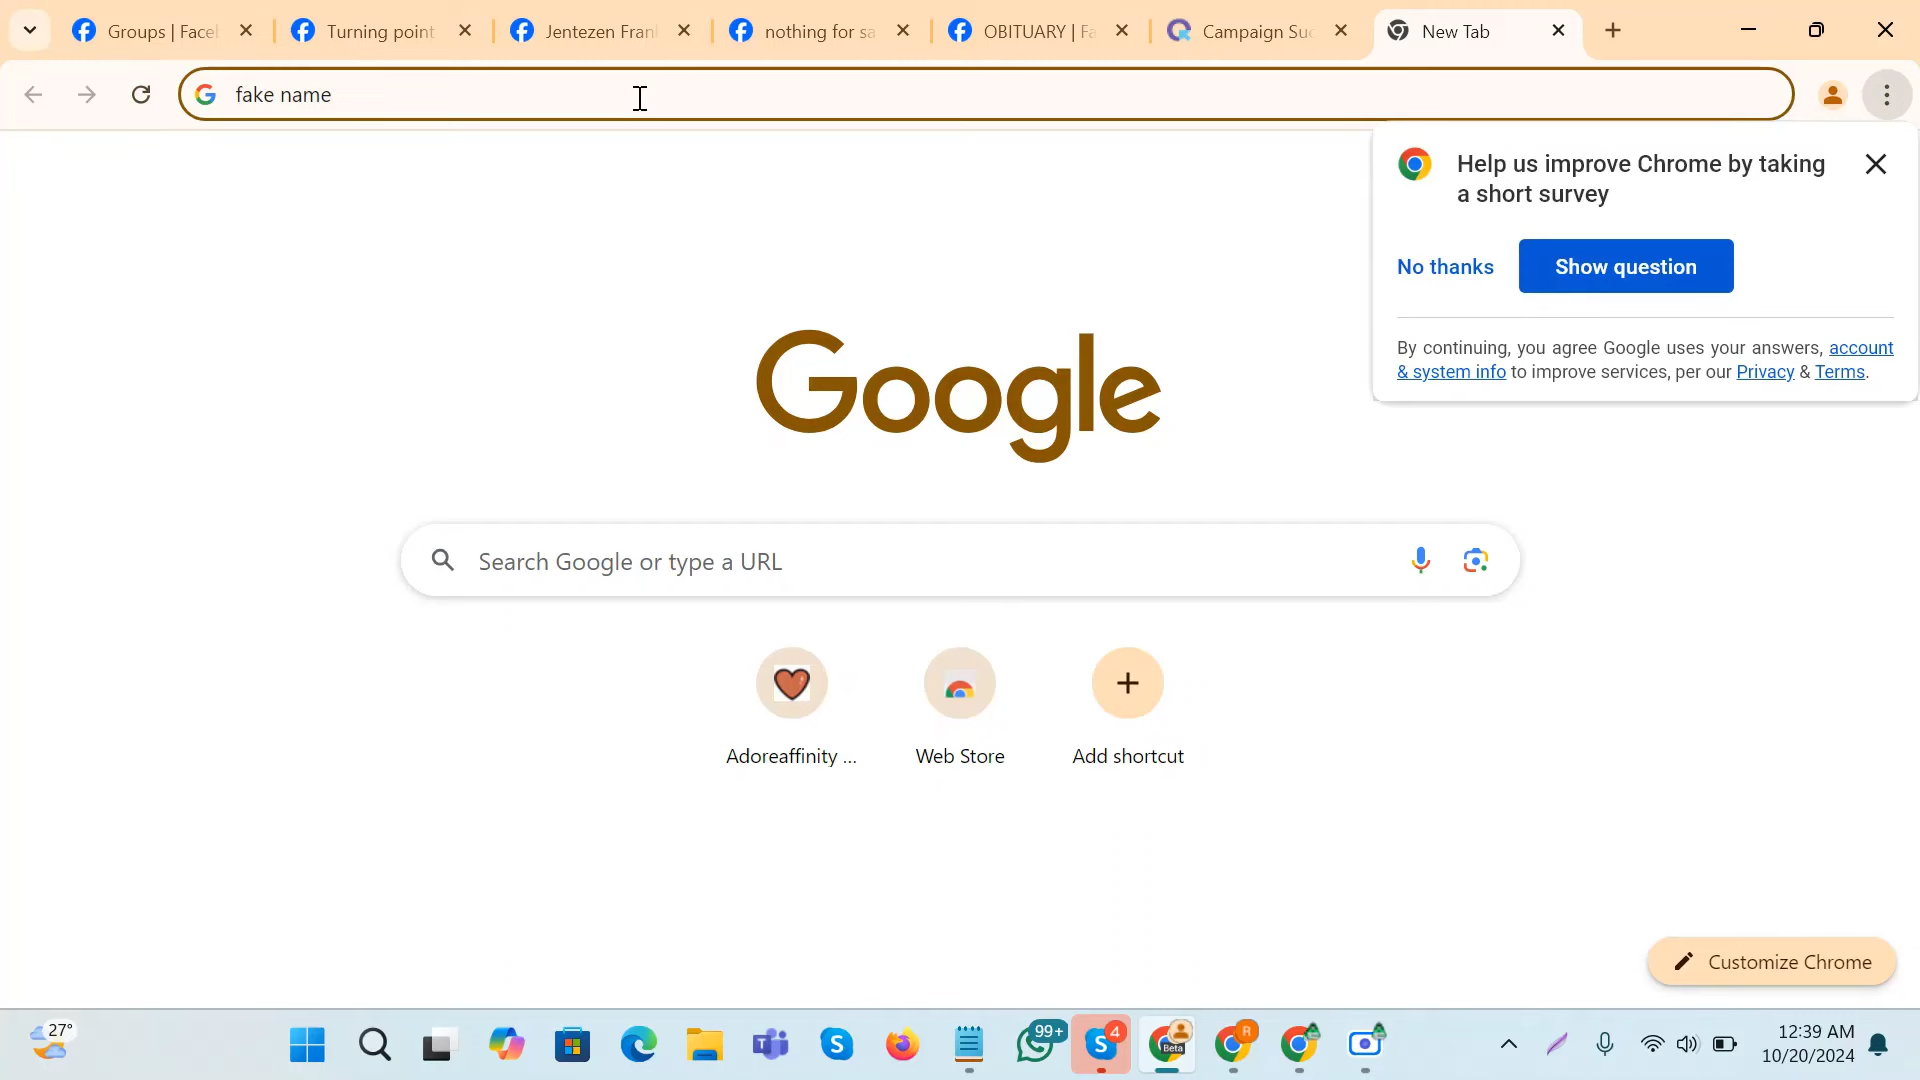 Groups | Facel
Turning point
Jentezen Fran
nothing for sa
OBITUARY | Fa
Campaign Suc
New Tab
fake name
Help us improve Chrome by taking
a short survey
No thanks
Show question
By continuing, you agree Google uses your answers, account
& system info to improve services, per our Privacy & Terms.
Google
Search Google or type a URL
Adoreaffinity ...
Web Store
Add shortcut
Customize Chrome
27°
99+
4
Beta
R
12:39 AM
10/20/2024